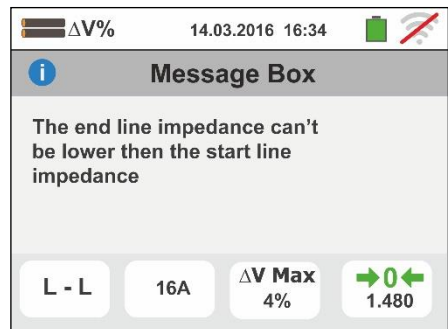 ΔV% 14.03.2016 16:34
i Message Box
The end line impedance can't
be lower then the start line
impedance
L - L 16A ΔV Max 4% →0← 1.480